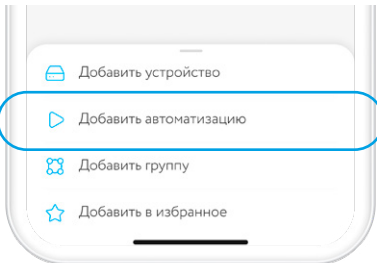 Добавить устройство
Добавить автоматизацию
Добавить группу
Добавить в избранное